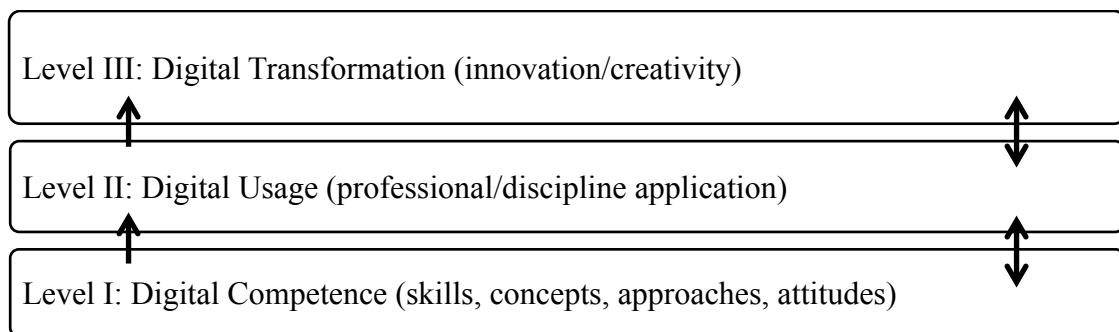 Level III: Digital Transformation (innovation/creativity)
Level II: Digital Usage (professional/discipline application)
Level I: Digital Competence (skills, concepts, approaches, attitudes)